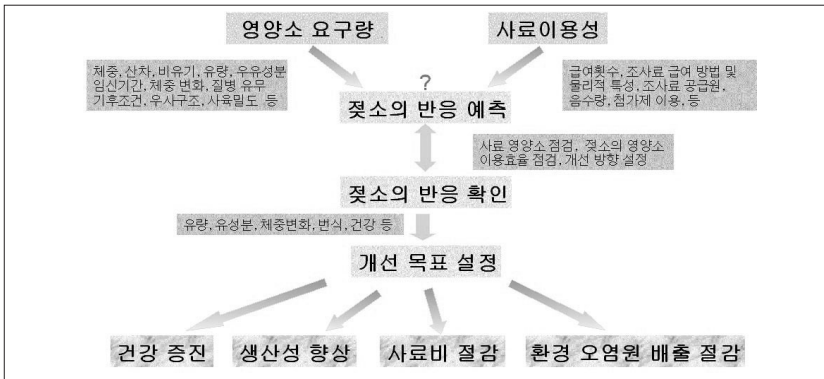 영양소 요구량
사료이용성
체중, 산차, 비유기, 유량, 우유성분
임신기간, 체중 변화, 질병 유무
기후조건, 우사구조, 사육밀도 등
급여횟수, 조사료 급여 방법 및
물리적 특성, 조사료 공급원,
음수량, 첨가제 이용, 등
?
젖소의 반응 예측
사료 영양소 점검, 젖소의 영양소
이용효율 점검, 개선 방향 설정
젖소의 반응 확인
유량, 유성분, 체중변화, 번식, 건강 등
개선 목표 설정
건강 증진
생산성 향상
사료비 절감
환경 오염원 배출 절감